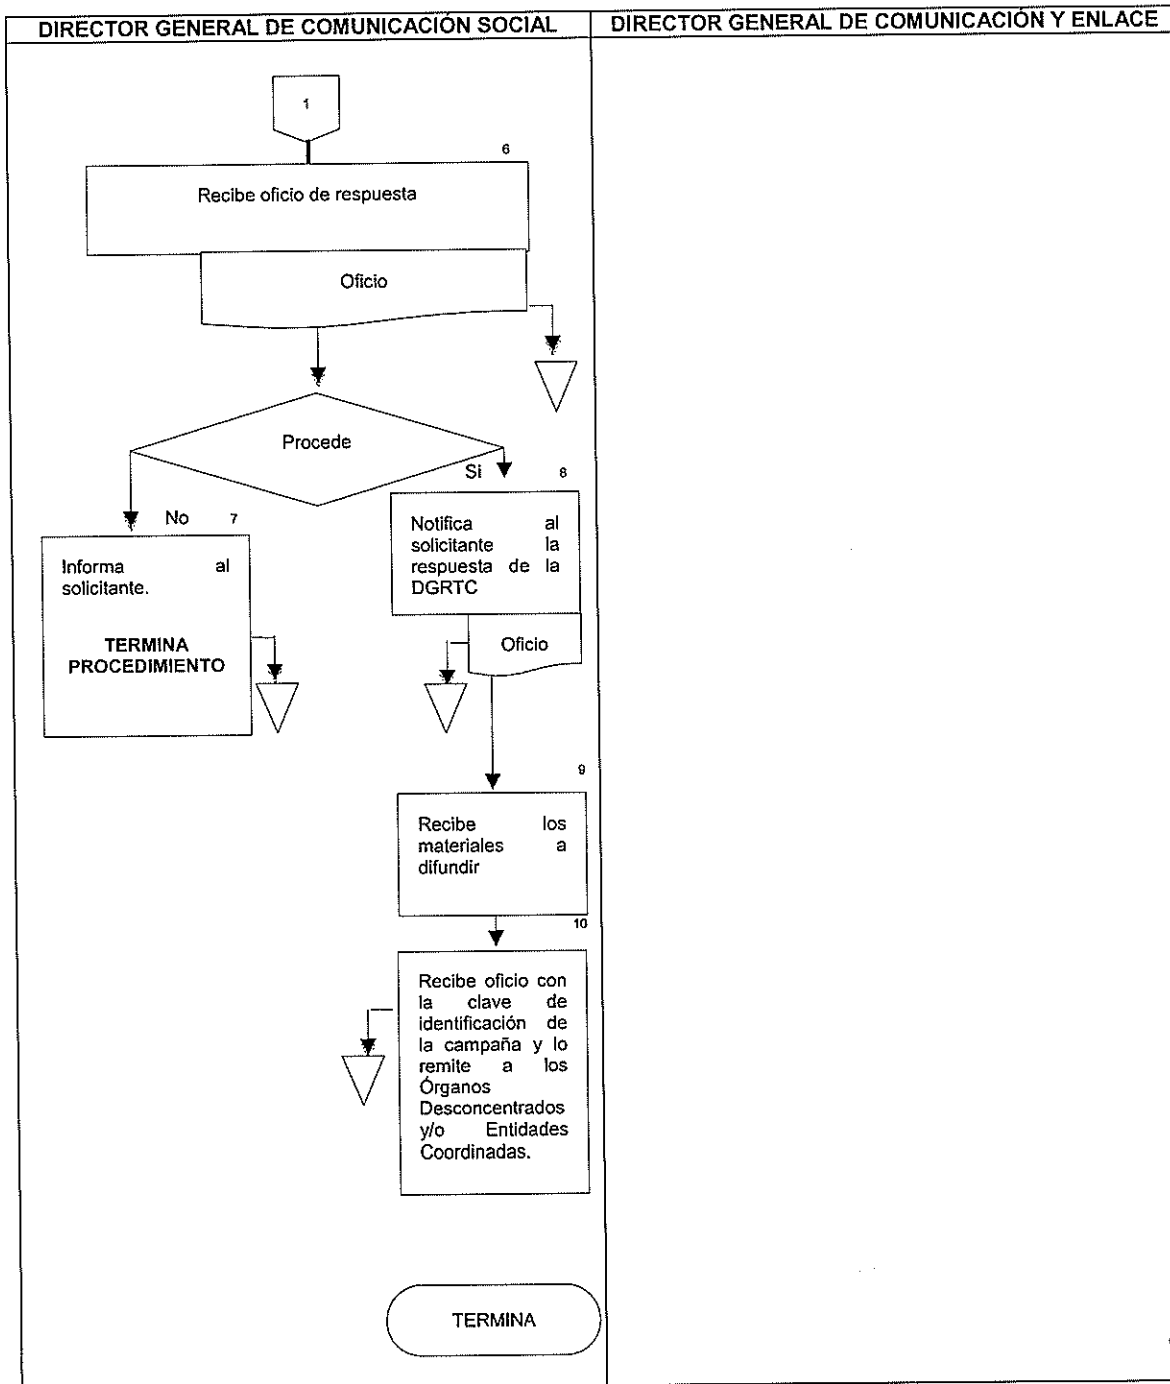 DIRECTOR GENERAL DE COMUNICACIÓN SOCIAL
DIRECTOR GENERAL DE COMUNICACIÓN Y ENLACE
1
6
Recibe oficio de respuesta
Oficio
Procede
No
7
Informa al
solicitante.
TERMINA
PROCEDIMIENTO
Si
8
Notifica al
solicitante la
respuesta de la
DGRTC
Oficio
9
Recibe los
materiales a
difundir
10
Recibe oficio con
la clave de
identificación de
la campaña y lo
remite a los
Órganos
Desconcentrados
y/o Entidades
Coordinadas.
TERMINA